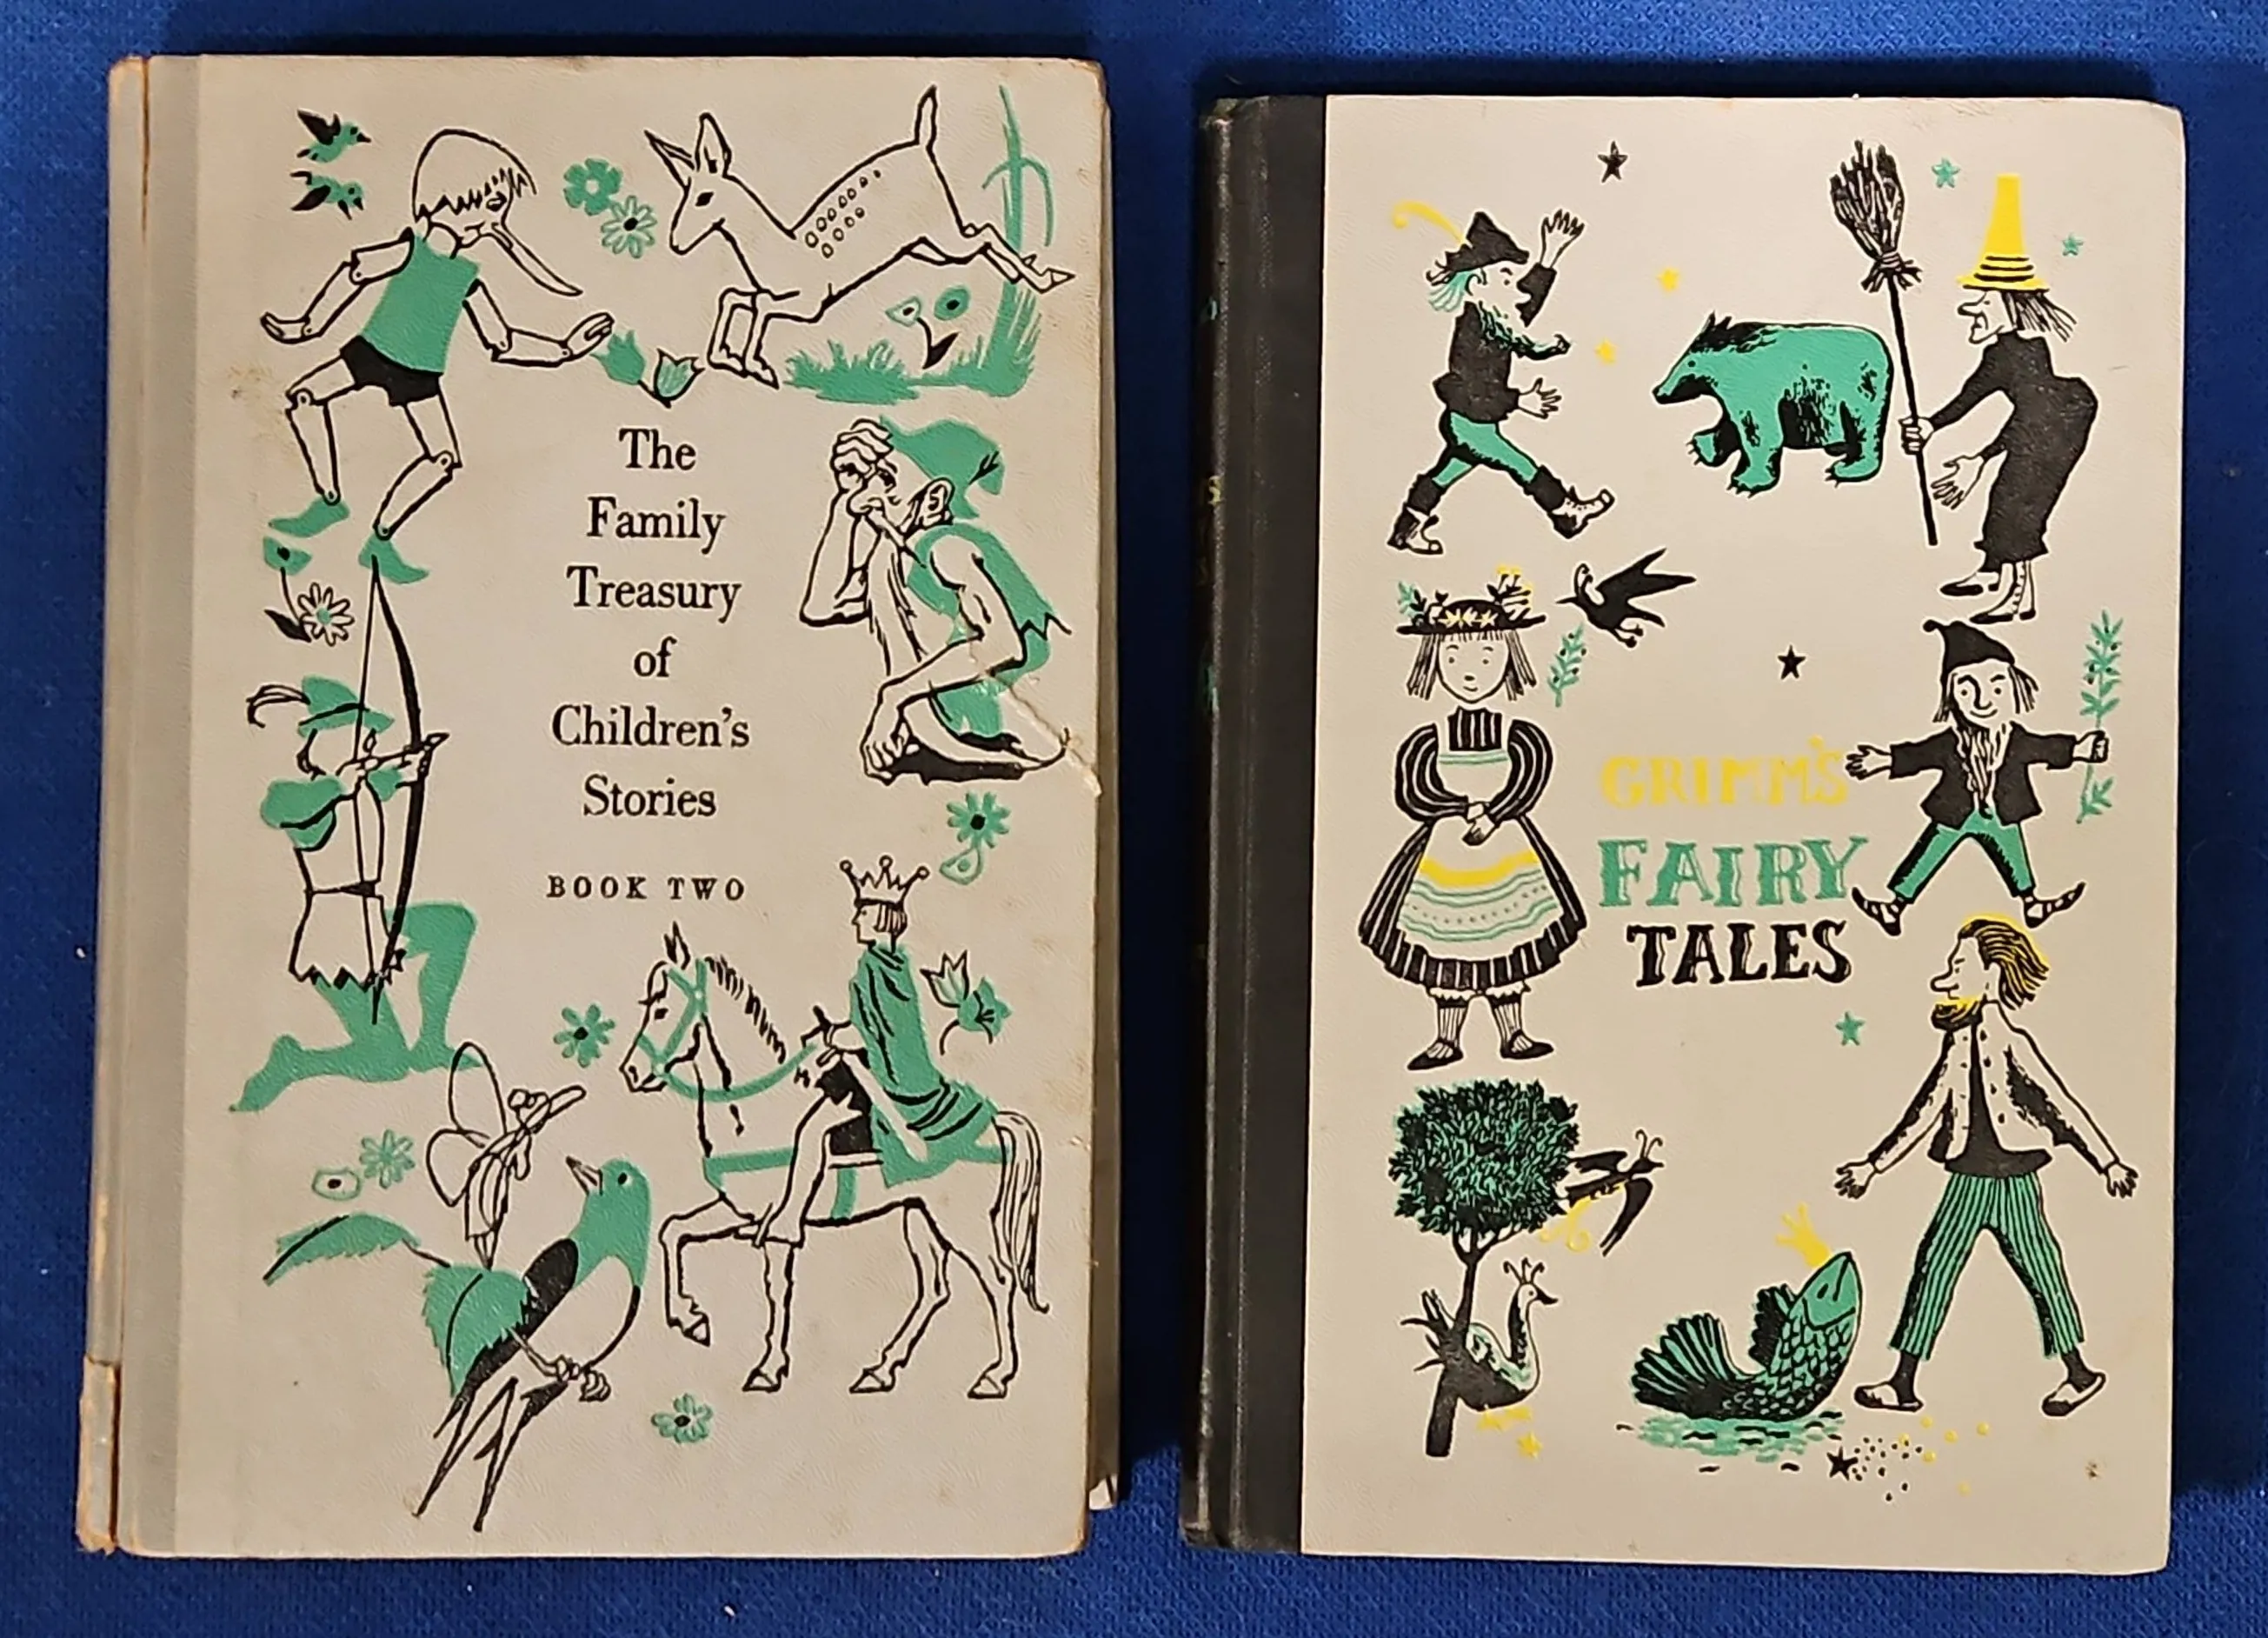 The
Family
Treasury
of
Children's
Stories
BOOK TWO
GRIMM'S
FAIRY
TALES